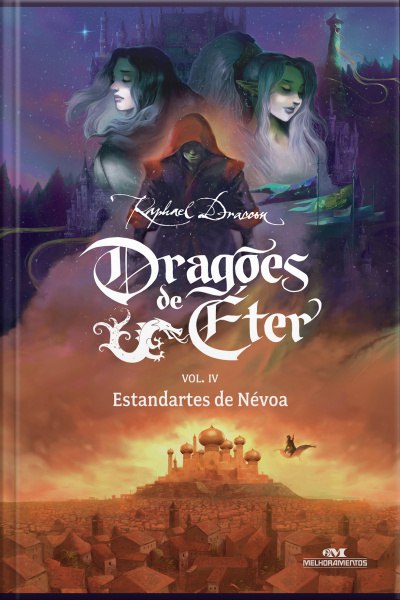 Raphael Draccon
Dragões
de Éter
VOL. IV
Estandartes de Névoa
M
MELHORAMENTOS